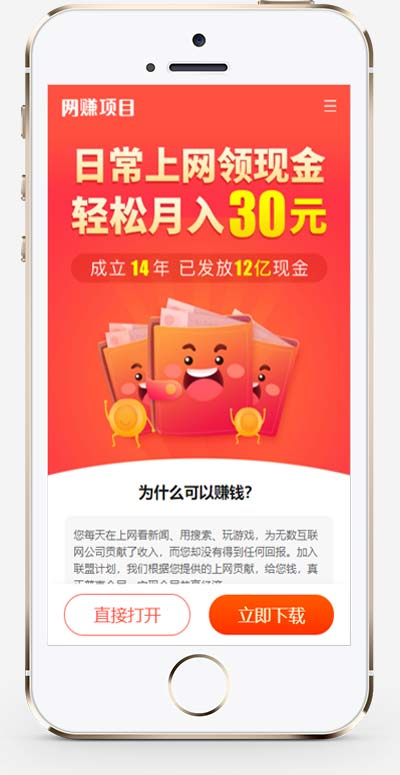 网赚项目
日常上网领现金
轻松月入30元
成立 14 年 已发放12亿现金
为什么可以赚钱？
您每天在上网看新闻、用搜索、玩游戏，为无数互联
网公司贡献了收入，而您却没有得到任何回报。加入
联盟计划，我们根据您提供的上网贡献，给您钱，真
直接打开
立即下载